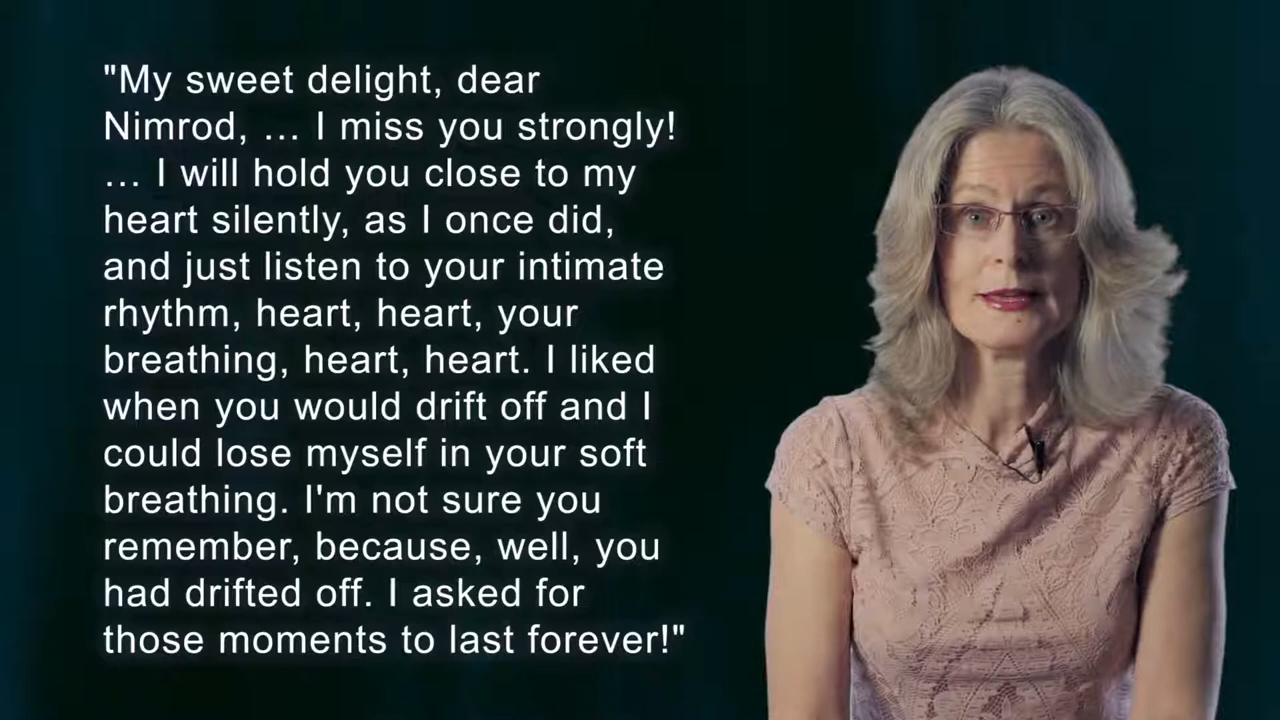 "My sweet delight, dear
Nimrod, … I miss you strongly!
… I will hold you close to my
heart silently, as I once did,
and just listen to your intimate
rhythm, heart, heart, your
breathing, heart, heart. I liked
when you would drift off and I
could lose myself in your soft
breathing. I'm not sure you
remember, because, well, you
had drifted off. I asked for
those moments to last forever!"